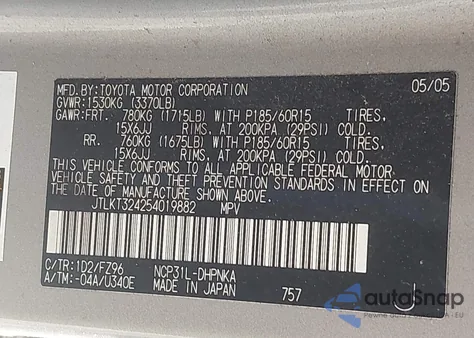 MFD.BY:TOYOTA MOTOR CORPORATION 05/05
GVWR:1530KG (3370LB)
GAWR:FRT. 780KG (1715LB) WITH P185/60R15 TIRES,
15X6JJ RIMS, AT 200KPA (29PSI) COLD.
RR. 760KG (1675LB) WITH P185/60R15 TIRES,
15X6JJ RIMS, AT 200KPA (29PSI) COLD.
THIS VEHICLE CONFORMS TO ALL APPLICABLE FEDERAL MOTOR
VEHICLE SAFETY AND THEFT PREVENTION STANDARDS IN EFFECT ON
THE DATE OF MANUFACTURE SHOWN ABOVE.
JTLKT324254019882 MPV
C/TR:1D2/FZ96 NCP31L-DHPNKA
A/TM:-04A/U340E MADE IN JAPAN 757 J
autoSnap